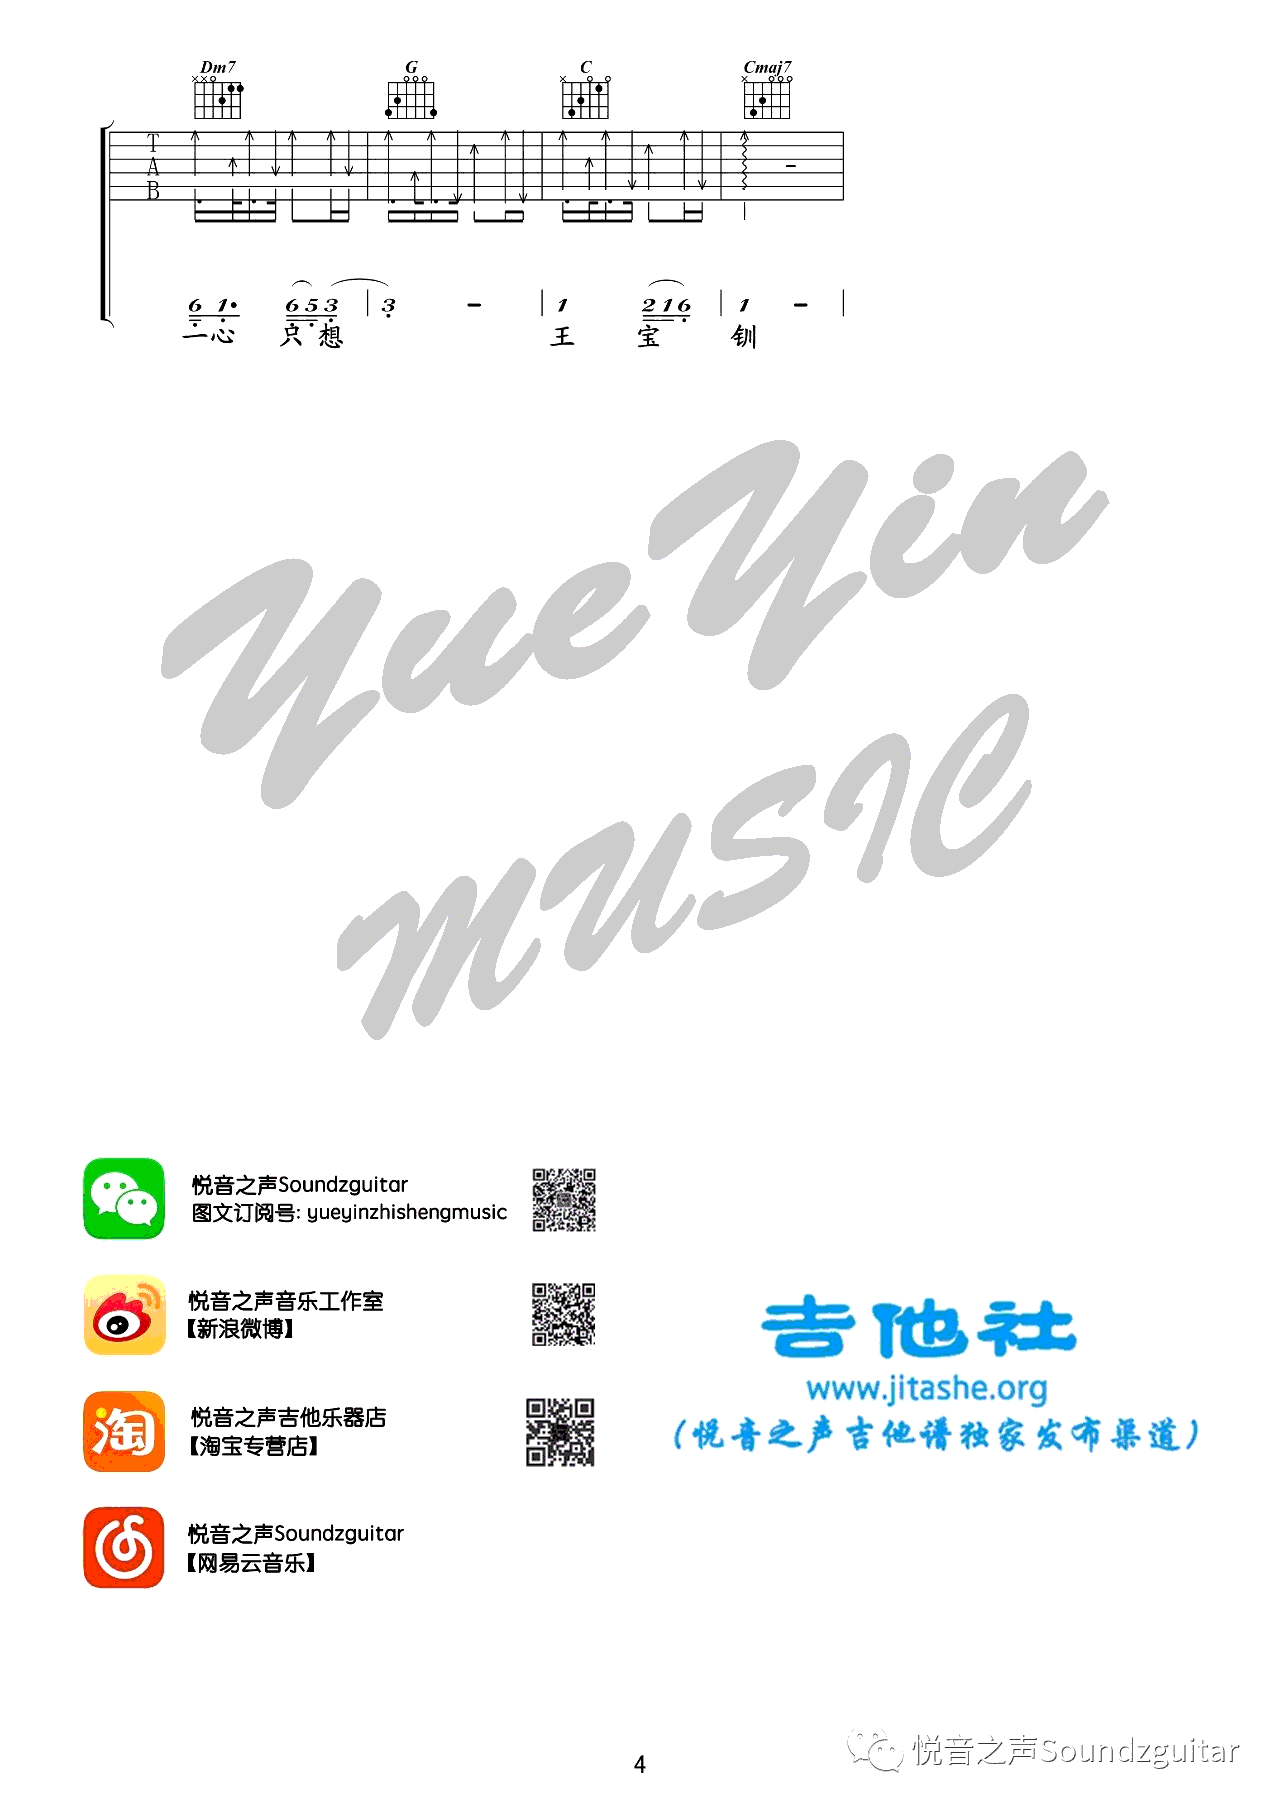 Dm7 G C Cmaj7
T
A
B
6 1· 6 5 3 3 - 1 2 1 6 1 -
一心 只 想 王 宝 钏
YueYin
MUSIC
悦音之声Soundzguitar
图文订阅号: yueyinzhishengmusic
悦音之声音乐工作室
【新浪微博】
淘
悦音之声吉他乐器店
【淘宝专营店】
悦音之声Soundzguitar
【网易云音乐】
吉他社
www.jitashe.org
(悦音之声吉他谱独家发布渠道)
悦音之声Soundzguitar
4